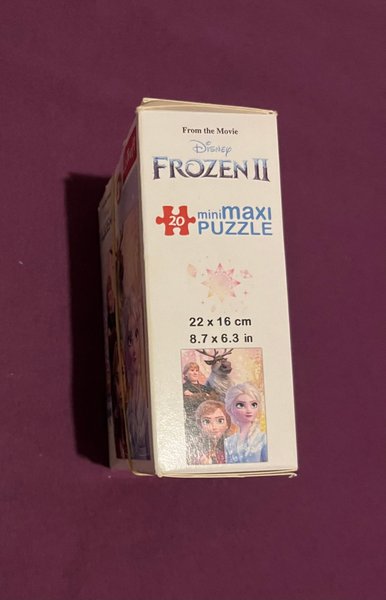 From the Movie
Disney
FROZEN II
20
mini maxi
PUZZLE
22 x 16 cm
8.7 x 6.3 in